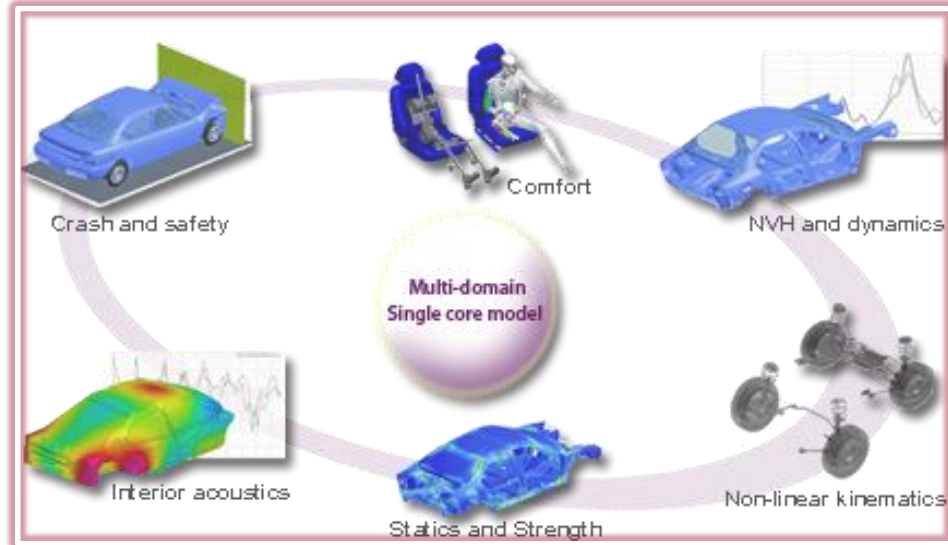 Comfort
Crash and safety
NVH and dynamics
Multi-domain
Single core model
Interior acoustics
Non-linear kinematics
Statics and Strength